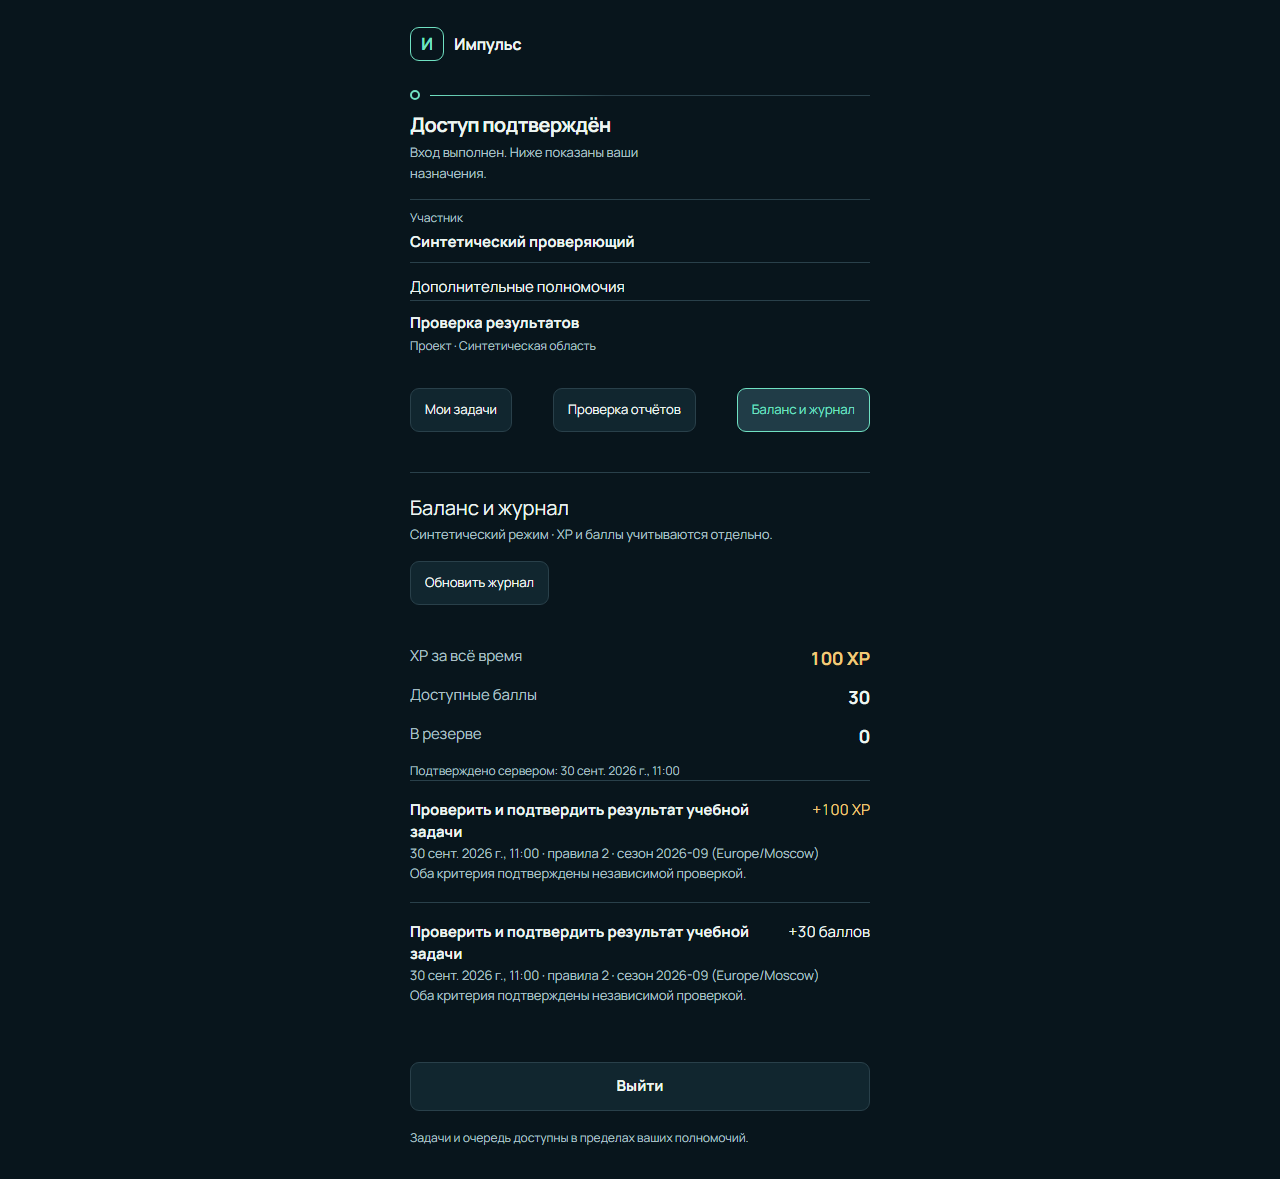 И Импульс
Доступ подтверждён
Вход выполнен. Ниже показаны ваши
назначения.
Участник
Синтетический проверяющий
Дополнительные полномочия
Проверка результатов
Проект · Синтетическая область
Мои задачи Проверка отчётов Баланс и журнал
Баланс и журнал
Синтетический режим · XP и баллы учитываются отдельно.
Обновить журнал
XP за всё время 100 XP
Доступные баллы 30
В резерве 0
Подтверждено сервером: 30 сент. 2026 г., 11:00
Проверить и подтвердить результат учебной +100 XP
задачи
30 сент. 2026 г., 11:00 · правила 2 · сезон 2026-09 (Europe/Moscow)
Оба критерия подтверждены независимой проверкой.
Проверить и подтвердить результат учебной +30 баллов
задачи
30 сент. 2026 г., 11:00 · правила 2 · сезон 2026-09 (Europe/Moscow)
Оба критерия подтверждены независимой проверкой.
Выйти
Задачи и очередь доступны в пределах ваших полномочий.